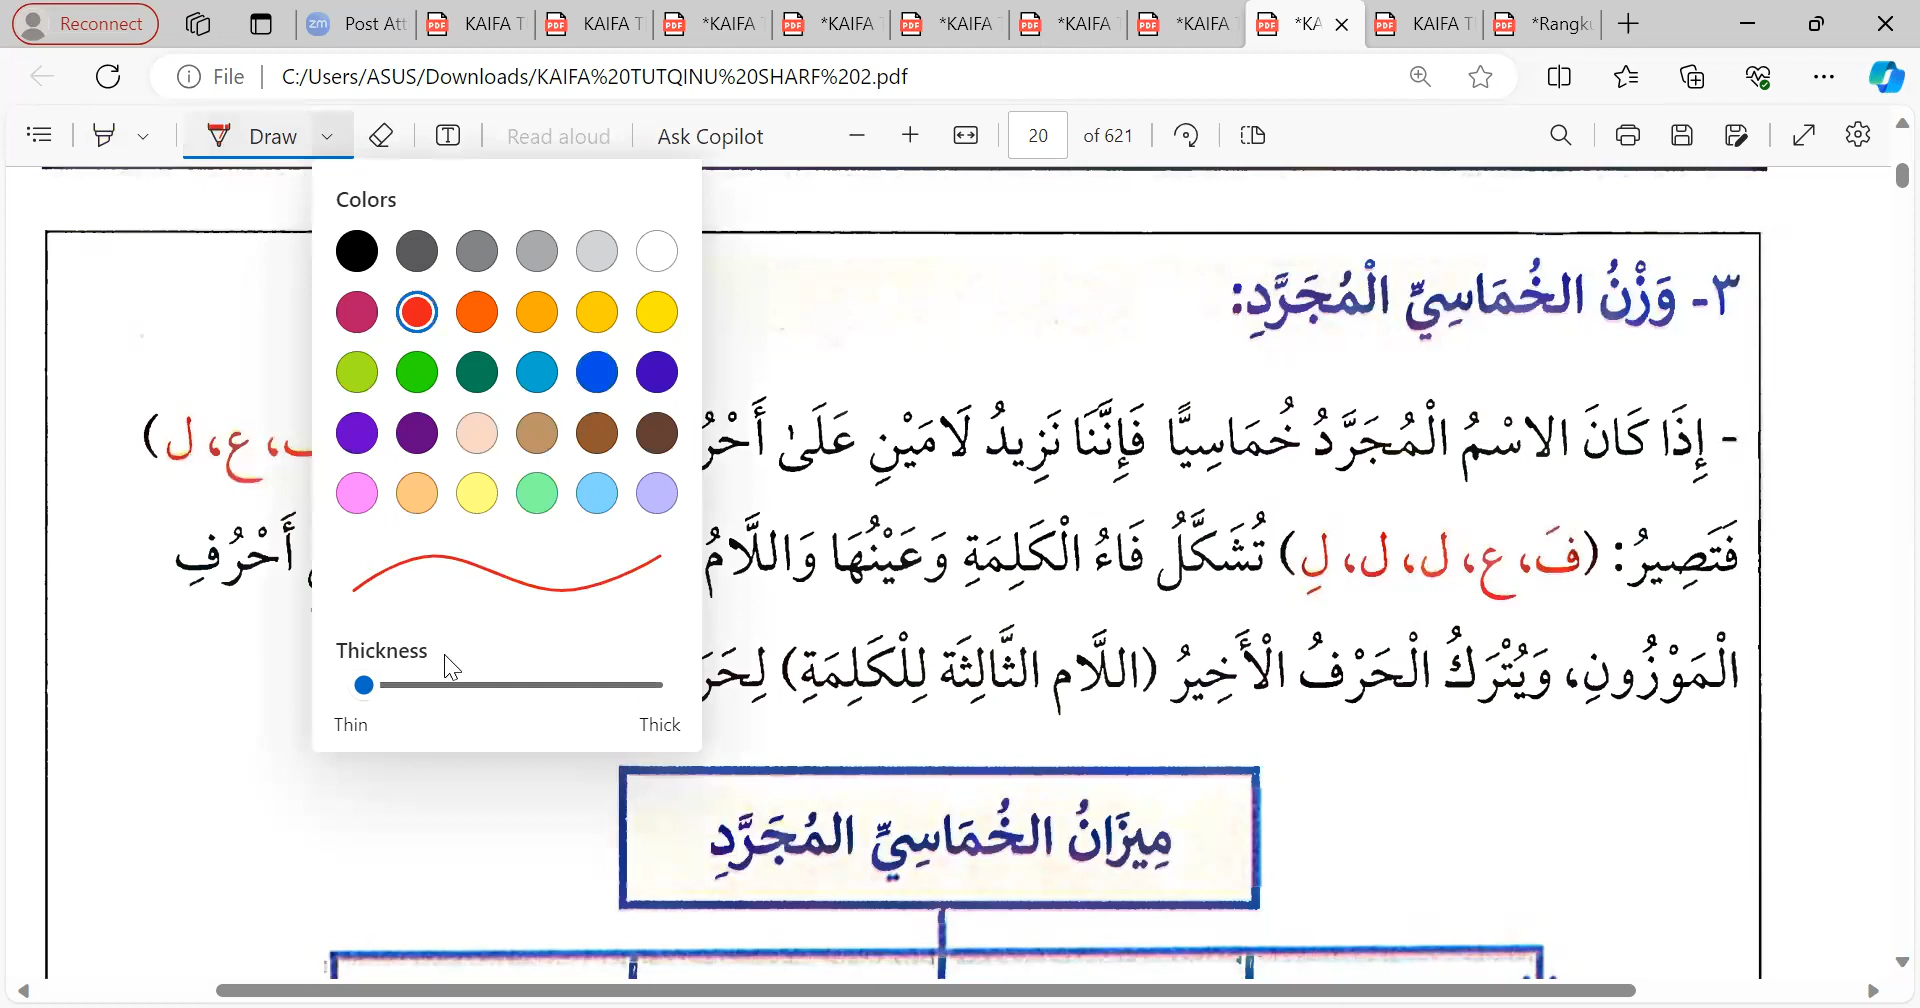 Reconnect
Post Att
KAIFA T
KAIFA T
*KAIFA
*KAIFA
*KAIFA
*KAIFA
*KAIFA
*KA
KAIFA T
*Rangk
File
C:/Users/ASUS/Downloads/KAIFA%20TUTQINU%20SHARF%202.pdf
Draw
Read aloud
Ask Copilot
20
of 621
Colors
Thickness
Thin
Thick
٣- وَزْنُ الخُمَاسِيِّ الْمُجَرَّدِ:
- إِذَا كَانَ الاسْمُ الْمُجَرَّدُ خُمَاسِيًّا فَإِنَّنَا نَزِيدُ لَامَيْنِ عَلَىٰ أَحْرُ ع، ل)
فَتَصِيرُ: (فَ، ع، ل، ل، لِ) تُشَكَّلُ فَاءُ الْكَلِمَةِ وَعَيْنُهَا وَاللَّامُ أَحْرُفِ
الْمَوْزُونِ، وَيُتْرَكُ الْحَرْفُ الْأَخِيرُ (اللَّام الثَّالِثَة لِلْكَلِمَةِ) لِحَرَ
مِيزَانُ الخُمَاسِيِّ المُجَرَّدِ